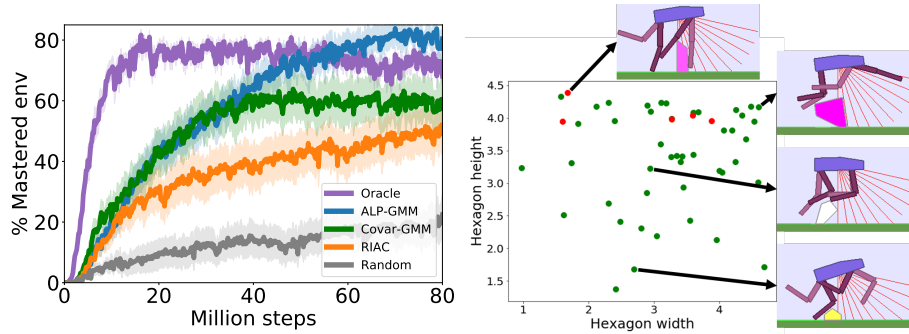 % Mastered env
80
60
40
20
0
0 20 40 60 80
Million steps
Oracle
ALP-GMM
Covar-GMM
RIAC
Random
Hexagon height
4.5
4.0
3.5
3.0
2.5
2.0
1.5
1 2 3 4
Hexagon width